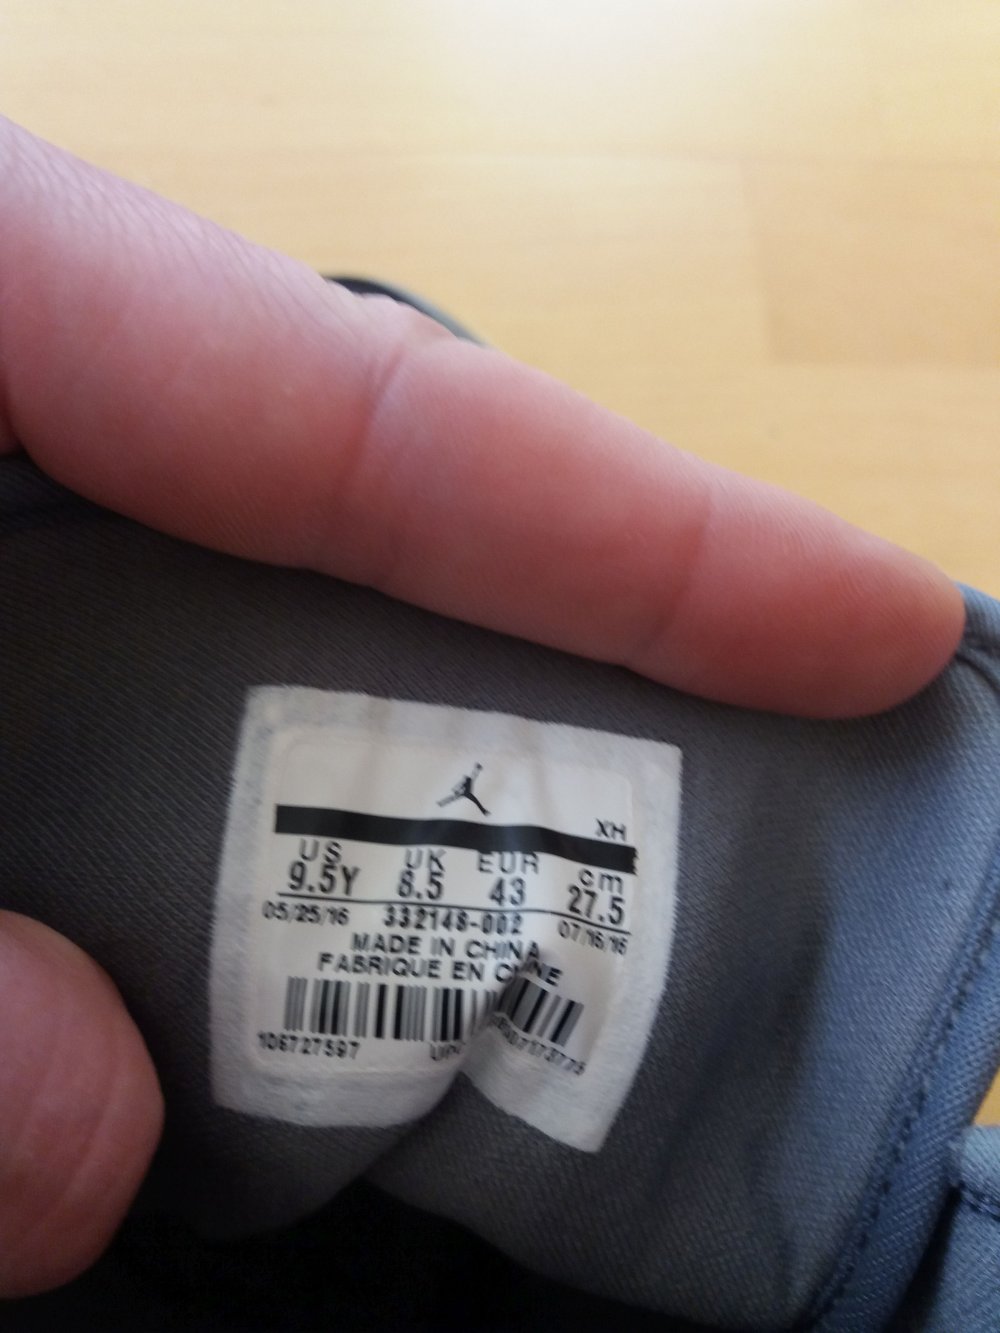 XH
US UK EUR cm
9.5Y 8.5 43 27.5
05/25/16 332148-002 07/16/16
MADE IN CHINA
FABRIQUE EN CHINE
106727597